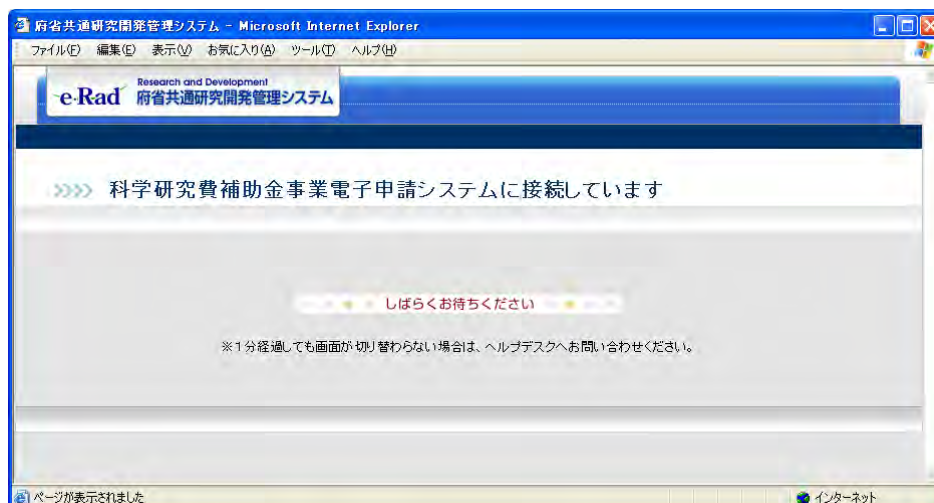 府省共通研究開発管理システム - Microsoft Internet Explorer
ファイル(F) 編集(E) 表示(V) お気に入り(A) ツール(T) ヘルプ(H)
Research and Development
e-Rad 府省共通研究開発管理システム
>>>> 科学研究費補助金事業電子申請システムに接続しています
しばらくお待ちください
※1分経過しても画面が切り替わらない場合は、ヘルプデスクへお問い合わせください。
ページが表示されました インターネット